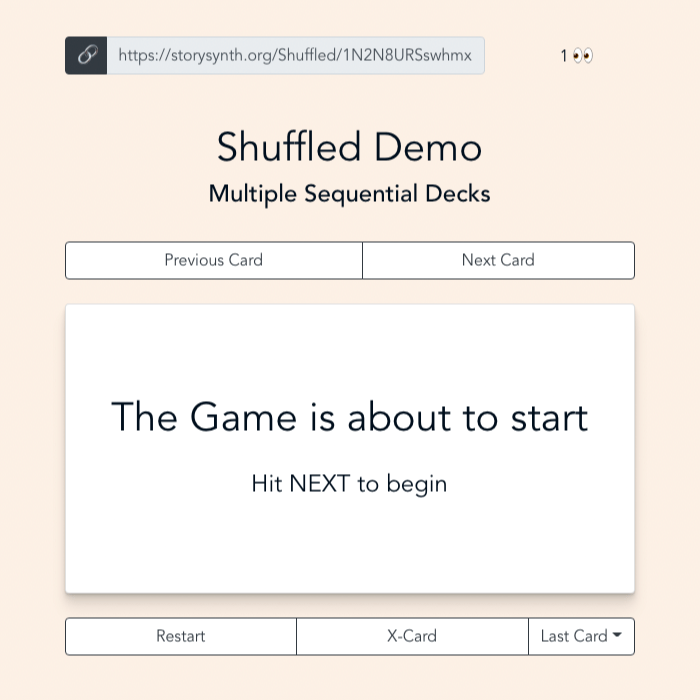 https://storysynth.org/Shuffled/1N2N8URSswhmx
1 👀
Shuffled Demo
Multiple Sequential Decks
Previous Card
Next Card
The Game is about to start
Hit NEXT to begin
Restart
X-Card
Last Card